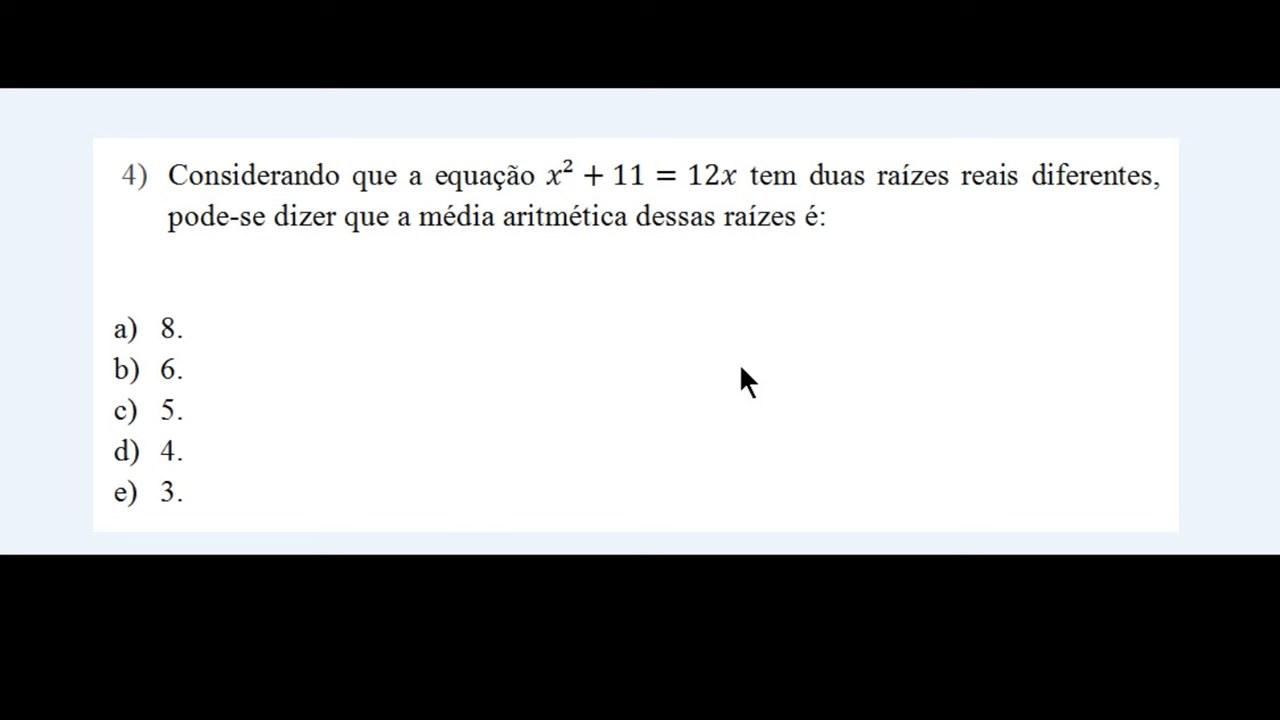 4) Considerando que a equação x² + 11 = 12x tem duas raízes reais diferentes,
pode-se dizer que a média aritmética dessas raízes é:
a) 8.
b) 6.
c) 5.
d) 4.
e) 3.